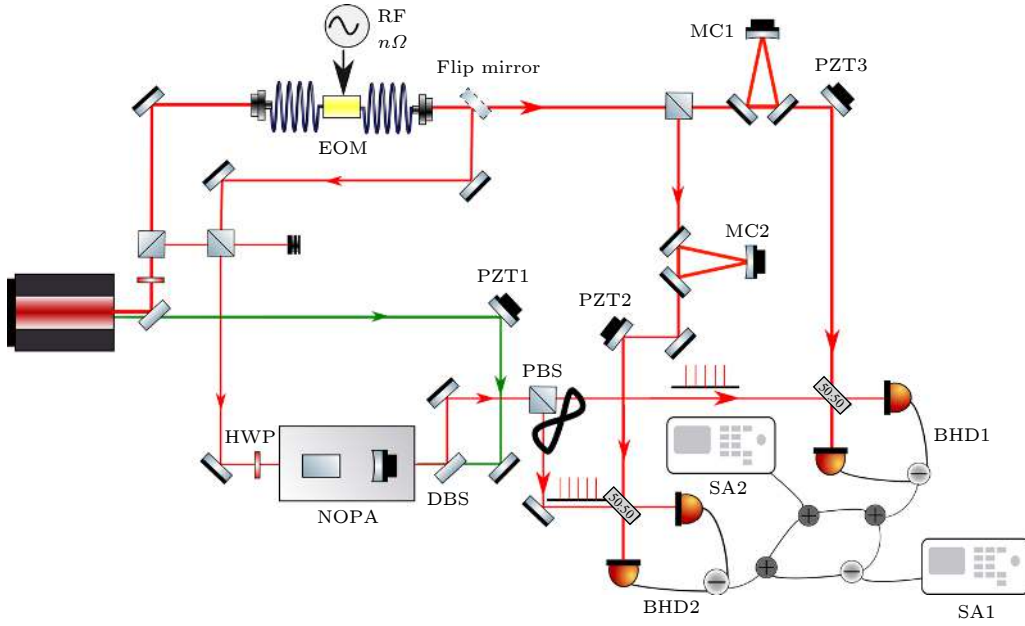 RF
nΩ
MC1
Flip mirror
PZT3
EOM
MC2
PZT1
PZT2
PBS
50:50
HWP
BHD1
SA2
DBS
NOPA
50:50
BHD2
SA1